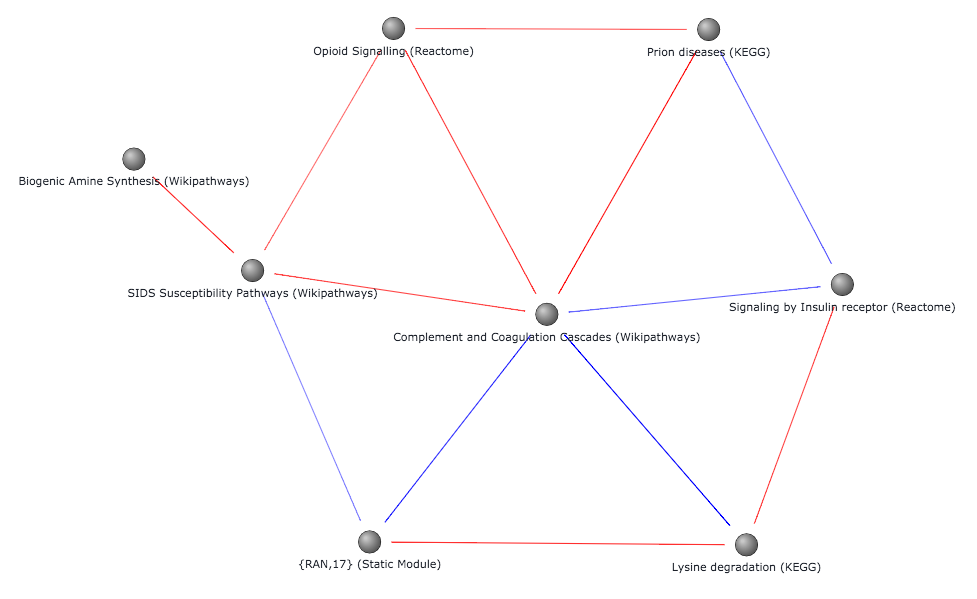 Opioid Signalling (Reactome)
Prion diseases (KEGG)
Biogenic Amine Synthesis (Wikipathways)
SIDS Susceptibility Pathways (Wikipathways)
Signaling by Insulin receptor (Reactome)
Complement and Coagulation Cascades (Wikipathways)
{RAN,17} (Static Module)
Lysine degradation (KEGG)